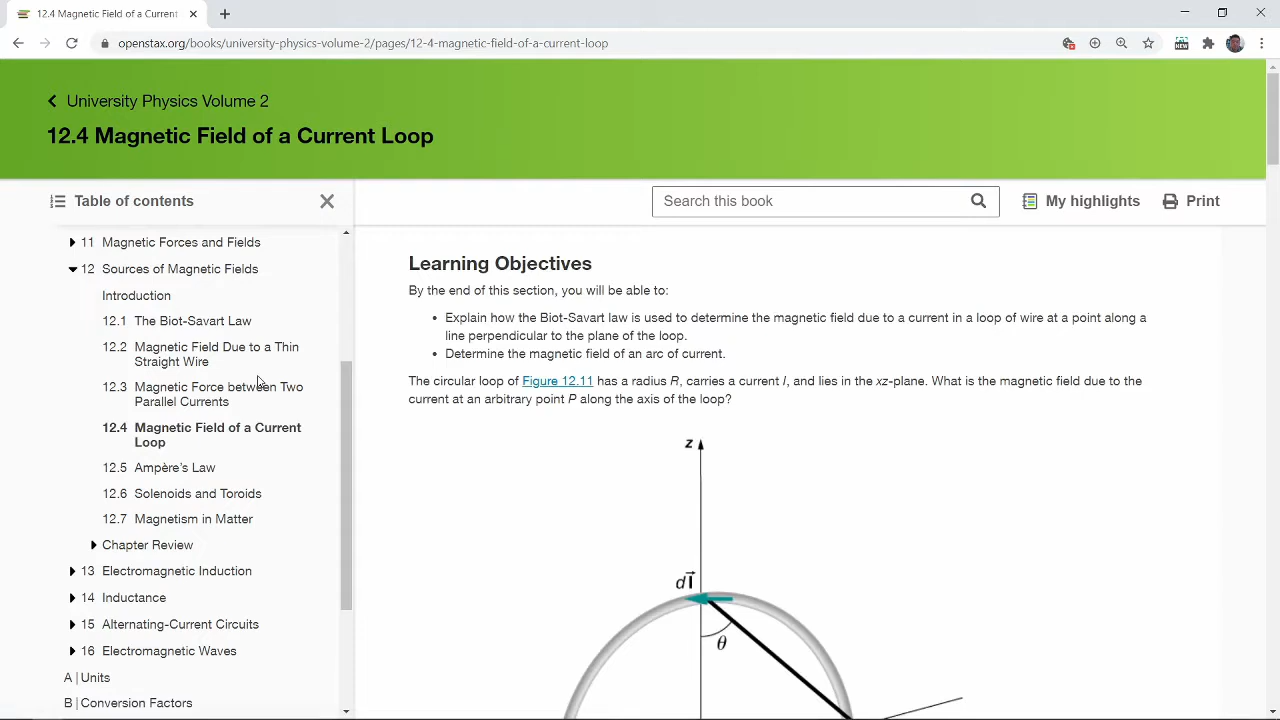 12.4 Magnetic Field of a Current
openstax.org/books/university-physics-volume-2/pages/12-4-magnetic-field-of-a-current-loop
NEW
University Physics Volume 2
12.4 Magnetic Field of a Current Loop
Table of contents
Search this book
My highlights
Print
11 Magnetic Forces and Fields
12 Sources of Magnetic Fields
Introduction
12.1 The Biot-Savart Law
12.2 Magnetic Field Due to a Thin
Straight Wire
12.3 Magnetic Force between Two
Parallel Currents
12.4 Magnetic Field of a Current
Loop
12.5 Ampère's Law
12.6 Solenoids and Toroids
12.7 Magnetism in Matter
Chapter Review
13 Electromagnetic Induction
14 Inductance
15 Alternating-Current Circuits
16 Electromagnetic Waves
A | Units
B | Conversion Factors
Learning Objectives
By the end of this section, you will be able to:
• Explain how the Biot-Savart law is used to determine the magnetic field due to a current in a loop of wire at a point along a
line perpendicular to the plane of the loop.
• Determine the magnetic field of an arc of current.
The circular loop of Figure 12.11 has a radius R, carries a current I, and lies in the xz-plane. What is the magnetic field due to the
current at an arbitrary point P along the axis of the loop?
z
dl⃗
θ